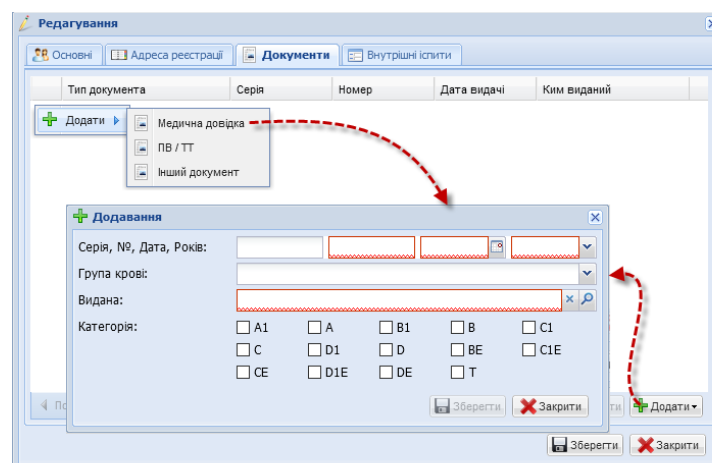 Редагування
Основні Адреса реєстрації Документи Внутрішні іспити
Тип документа Серія Номер Дата видачі Ким виданий
Додати Медична довідка
ПВ / ТТ
Інший документ
Додавання
Серія, №, Дата, Років:
Група крові:
Видана:
Категорія: A1 A B1 B C1
C D1 D BE C1E
CE D1E DE T
Зберегти Закрити
Додати
Зберегти Закрити